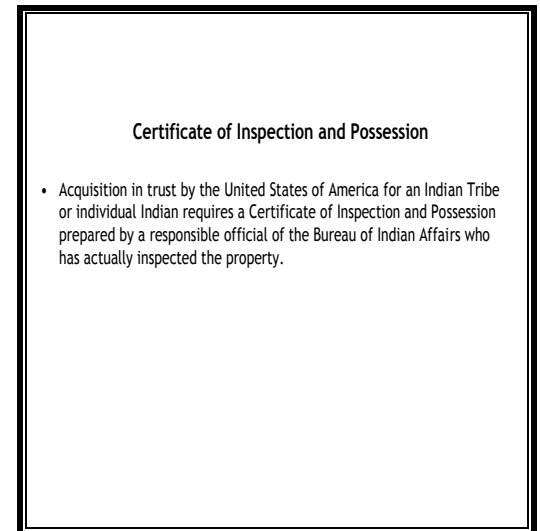 Certificate of Inspection and Possession
• Acquisition in trust by the United States of America for an Indian Tribe
or individual Indian requires a Certificate of Inspection and Possession
prepared by a responsible official of the Bureau of Indian Affairs who
has actually inspected the property.